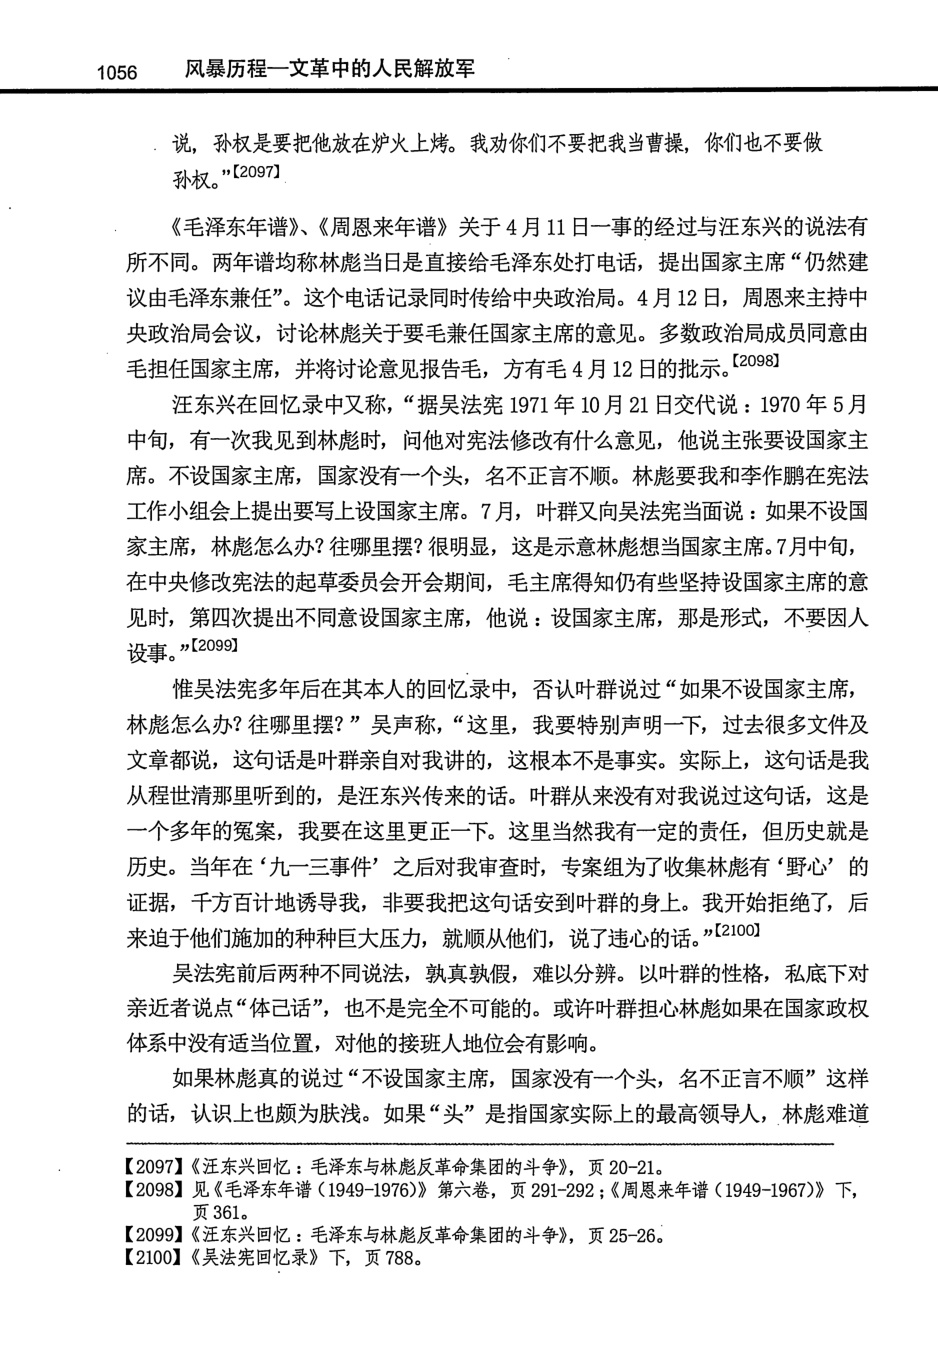 1056 风暴历程—文革中的人民解放军
说，孙权是要把他放在炉火上烤。我劝你们不要把我当曹操，你们也不要做
孙权。”【2097】
《毛泽东年谱》、《周恩来年谱》关于4月11日一事的经过与汪东兴的说法有
所不同。两年谱均称林彪当日是直接给毛泽东处打电话，提出国家主席“仍然建
议由毛泽东兼任”。这个电话记录同时传给中央政治局。4月12日，周恩来主持中
央政治局会议，讨论林彪关于要毛兼任国家主席的意见。多数政治局成员同意由
毛担任国家主席，并将讨论意见报告毛，方有毛4月12日的批示。【2098】
汪东兴在回忆录中又称，“据吴法宪1971年10月21日交代说：1970年5月
中旬，有一次我见到林彪时，问他对宪法修改有什么意见，他说主张要设国家主
席。不设国家主席，国家没有一个头，名不正言不顺。林彪要我和李作鹏在宪法
工作小组会上提出要写上设国家主席。7月，叶群又向吴法宪当面说：如果不设国
家主席，林彪怎么办？往哪里摆？很明显，这是示意林彪想当国家主席。7月中旬，
在中央修改宪法的起草委员会开会期间，毛主席得知仍有些坚持设国家主席的意
见时，第四次提出不同意设国家主席，他说：设国家主席，那是形式，不要因人
设事。”【2099】
惟吴法宪多年后在其本人的回忆录中，否认叶群说过“如果不设国家主席，
林彪怎么办？往哪里摆？”吴声称，“这里，我要特别声明一下，过去很多文件及
文章都说，这句话是叶群亲自对我讲的，这根本不是事实。实际上，这句话是我
从程世清那里听到的，是汪东兴传来的话。叶群从来没有对我说过这句话，这是
一个多年的冤案，我要在这里更正一下。这里当然我有一定的责任，但历史就是
历史。当年在‘九一三事件’之后对我审查时，专案组为了收集林彪有‘野心’的
证据，千方百计地诱导我，非要我把这句话安到叶群的身上。我开始拒绝了，后
来迫于他们施加的种种巨大压力，就顺从他们，说了违心的话。”【2100】
吴法宪前后两种不同说法，孰真孰假，难以分辨。以叶群的性格，私底下对
亲近者说点“体己话”，也不是完全不可能的。或许叶群担心林彪如果在国家政权
体系中没有适当位置，对他的接班人地位会有影响。
如果林彪真的说过“不设国家主席，国家没有一个头，名不正言不顺”这样
的话，认识上也颇为肤浅。如果“头”是指国家实际上的最高领导人，林彪难道
【2097】《汪东兴回忆：毛泽东与林彪反革命集团的斗争》，页20-21。
【2098】见《毛泽东年谱（1949-1976）》第六卷，页291-292；《周恩来年谱（1949-1967）》下，
页361。
【2099】《汪东兴回忆：毛泽东与林彪反革命集团的斗争》，页25-26。
【2100】《吴法宪回忆录》下，页788。